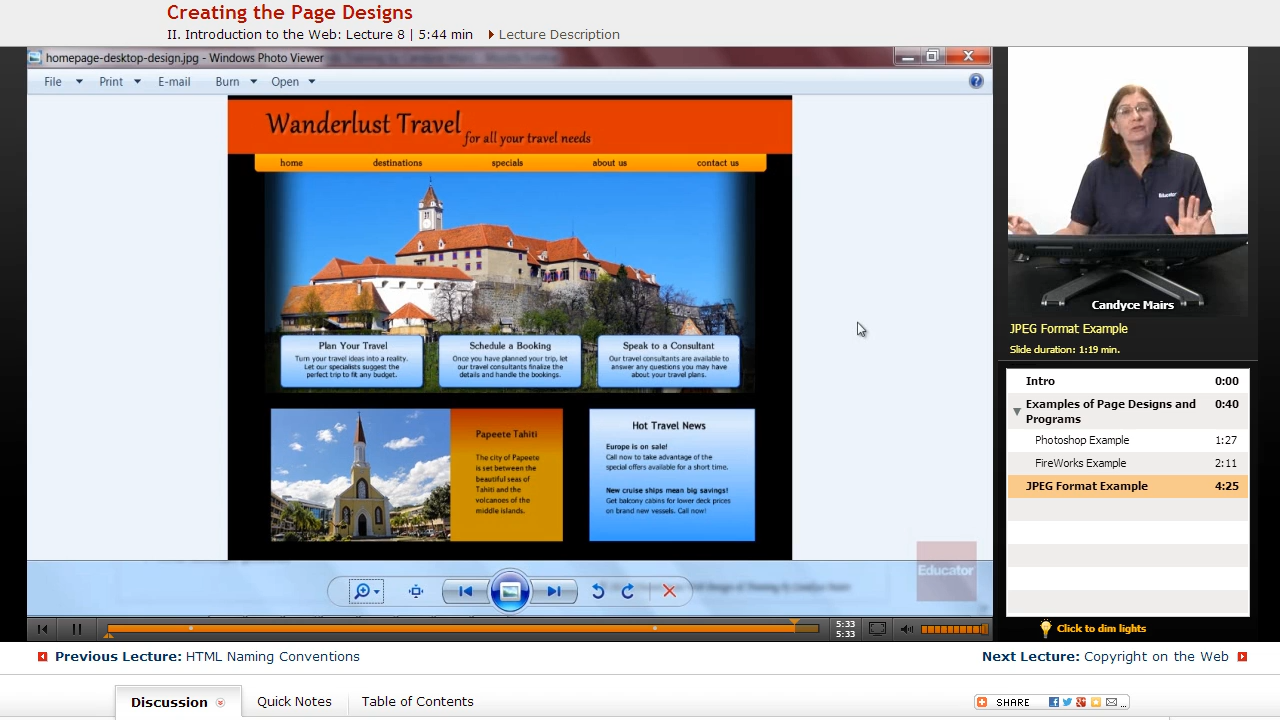 Creating the Page Designs
II. Introduction to the Web: Lecture 8 | 5:44 min
Lecture Description
homepage-desktop-design.jpg - Windows Photo Viewer
File Print E-mail Burn Open
Wanderlust Travel
for all your travel needs
home destinations specials about us contact us
Plan Your Travel
Turn your travel ideas into a reality.
Let our specialists suggest the
perfect trip to fit any budget.
Schedule a Booking
Once you have planned your trip, let
our travel consultants finalize the
details and handle the bookings.
Speak to a Consultant
Our travel consultants are available to
answer any questions you may have
about your travel plans.
Papeete Tahiti
The city of Papeete
is set between the
beautiful seas of
Tahiti and the
volcanoes of the
middle islands.
Hot Travel News
Europe is on sale!
Call now to take advantage of the
special offers available for a short time.
New cruise ships mean big savings!
Get balcony cabins for lower deck prices
on brand new vessels. Call now!
Educator
5:33
5:33
Educator
Candyce Mairs
JPEG Format Example
Slide duration: 1:19 min.
Intro 0:00
Examples of Page Designs and 0:40
Programs
Photoshop Example 1:27
FireWorks Example 2:11
JPEG Format Example 4:25
Click to dim lights
Previous Lecture: HTML Naming Conventions
Next Lecture: Copyright on the Web
Discussion Quick Notes Table of Contents
SHARE